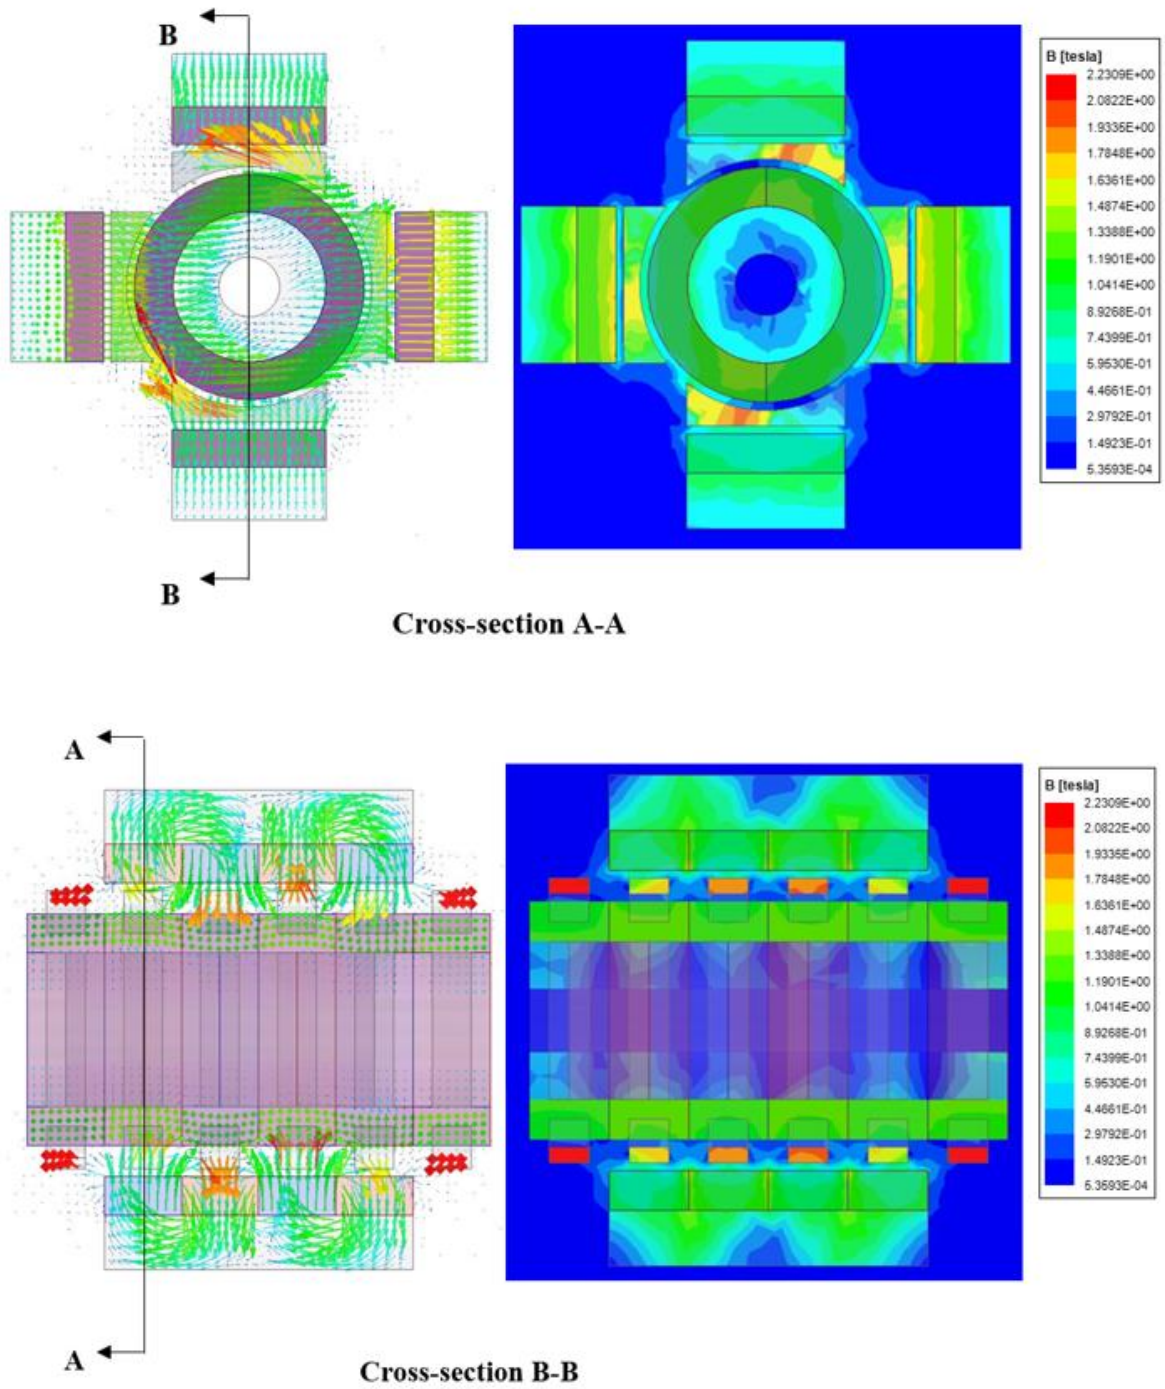 B
B [tesla]
2.2309E+00
2.0822E+00
1.9335E+00
1.7848E+00
1.6361E+00
1.4874E+00
1.3388E+00
1.1901E+00
1.0414E+00
8.9268E-01
7.4399E-01
5.9530E-01
4.4661E-01
2.9792E-01
1.4923E-01
5.3593E-04
B
Cross-section A-A
A
B [tesla]
2.2309E+00
2.0822E+00
1.9335E+00
1.7848E+00
1.6361E+00
1.4874E+00
1.3388E+00
1.1901E+00
1.0414E+00
8.9268E-01
7.4399E-01
5.9530E-01
4.4661E-01
2.9792E-01
1.4923E-01
5.3593E-04
A
Cross-section B-B